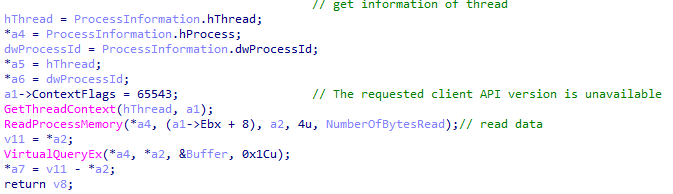 // get information of thread
hThread = ProcessInformation.hThread;
*a4 = ProcessInformation.hProcess;
dwProcessId = ProcessInformation.dwProcessId;
*a5 = hThread;
*a6 = dwProcessId;
a1->ContextFlags = 65543; // The requested client API version is unavailable
GetThreadContext(hThread, a1);
ReadProcessMemory(*a4, (a1->Ebx + 8), a2, 4u, NumberOfBytesRead);// read data
v11 = *a2;
VirtualQueryEx(*a4, *a2, &Buffer, 0x1Cu);
*a7 = v11 - *a2;
return v8;